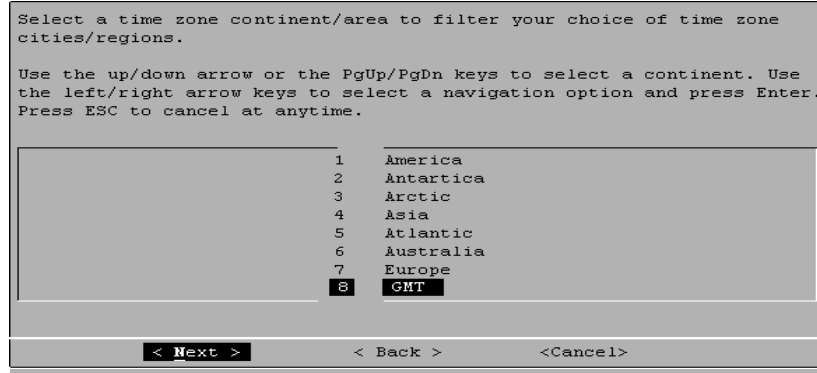 Select a time zone continent/area to filter your choice of time zone
cities/regions.
Use the up/down arrow or the PgUp/PgDn keys to select a continent. Use
the left/right arrow keys to select a navigation option and press Enter.
Press ESC to cancel at anytime.
1 America
2 Antartica
3 Arctic
4 Asia
5 Atlantic
6 Australia
7 Europe
8 GMT
< Next > < Back > <Cancel>